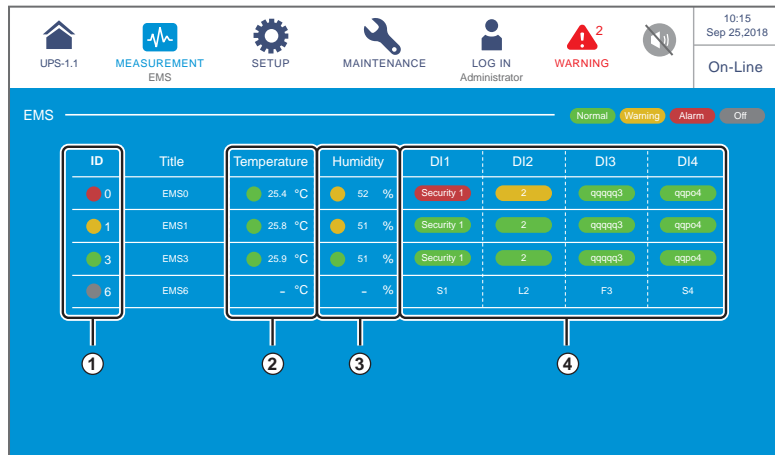 10:15
Sep 25,2018
2
UPS-1.1 MEASUREMENT SETUP MAINTENANCE LOG IN WARNING
EMS Administrator
On-Line
EMS Normal Warning Alarm Off
ID Title Temperature Humidity DI1 DI2 DI3 DI4
0 EMS0 25.4 °C 52 % Security 1 2 qqqqq3 qqpo4
1 EMS1 25.8 °C 51 % Security 1 2 qqqqq3 qqpo4
3 EMS3 25.9 °C 51 % Security 1 2 qqqqq3 qqpo4
6 EMS6 – °C – % S1 L2 F3 S4
1 2 3 4